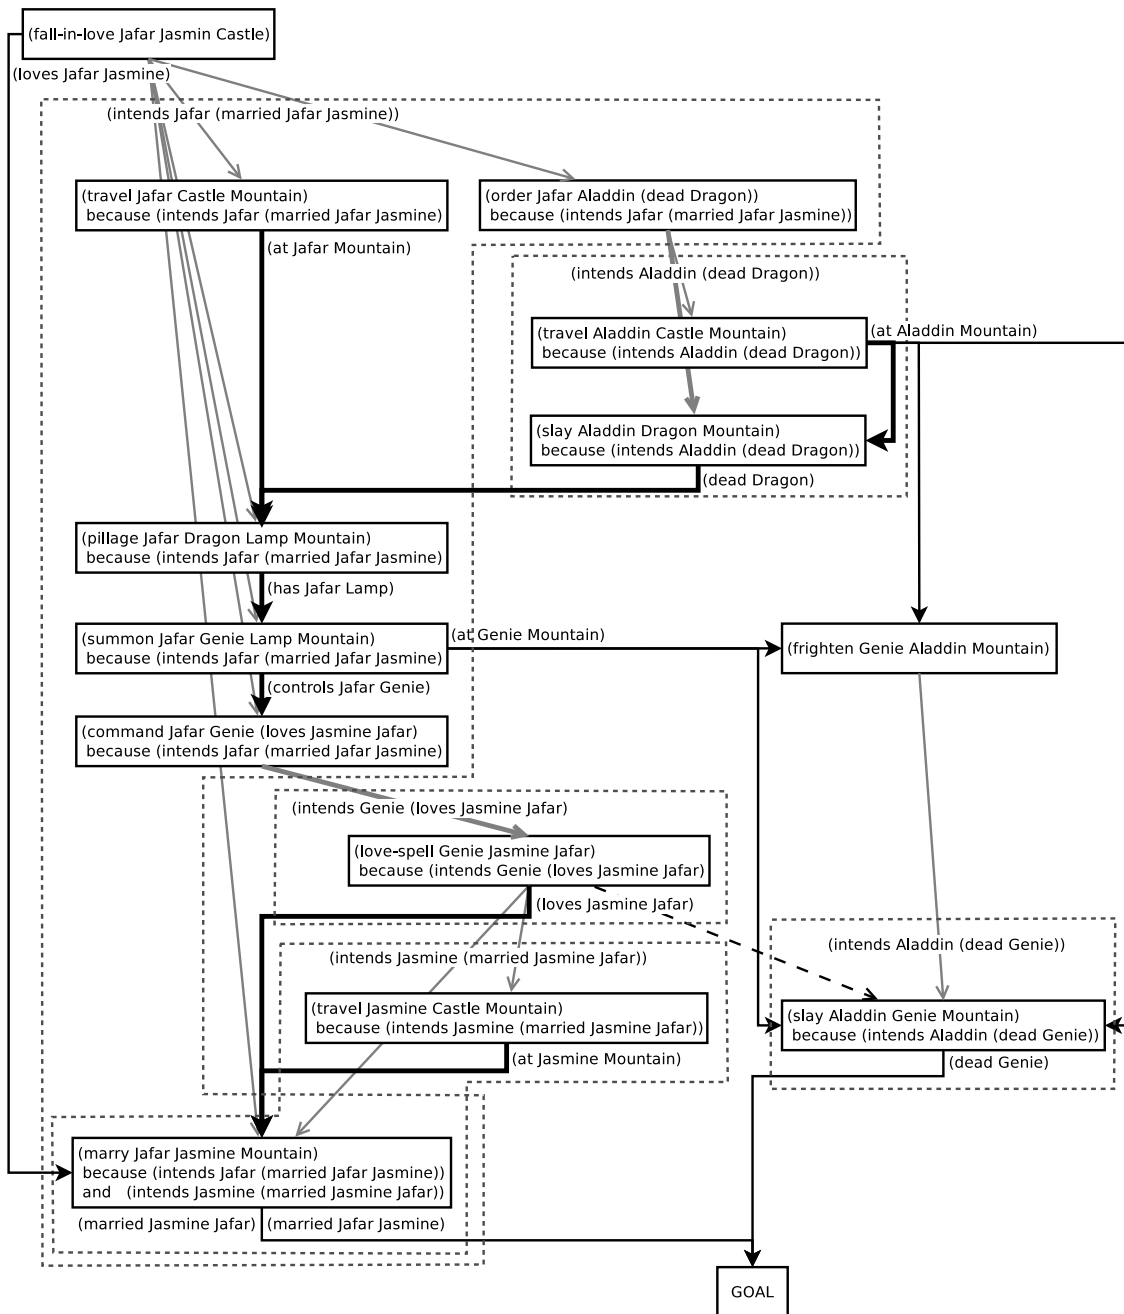 (fall-in-love Jafar Jasmin Castle)
(loves Jafar Jasmine)
(intends Jafar (married Jafar Jasmine))
(travel Jafar Castle Mountain)
because (intends Jafar (married Jafar Jasmine)
(order Jafar Aladdin (dead Dragon))
because (intends Jafar (married Jafar Jasmine))
(at Jafar Mountain)
(intends Aladdin (dead Dragon))
(travel Aladdin Castle Mountain)
because (intends Aladdin (dead Dragon))
(at Aladdin Mountain)
(slay Aladdin Dragon Mountain)
because (intends Aladdin (dead Dragon))
(dead Dragon)
(pillage Jafar Dragon Lamp Mountain)
because (intends Jafar (married Jafar Jasmine)
(has Jafar Lamp)
(summon Jafar Genie Lamp Mountain)
because (intends Jafar (married Jafar Jasmine)
(at Genie Mountain)
(frighten Genie Aladdin Mountain)
(controls Jafar Genie)
(command Jafar Genie (loves Jasmine Jafar)
because (intends Jafar (married Jafar Jasmine)
(intends Genie (loves Jasmine Jafar)
(love-spell Genie Jasmine Jafar)
because (intends Genie (loves Jasmine Jafar)
(loves Jasmine Jafar)
(intends Jasmine (married Jasmine Jafar))
(intends Aladdin (dead Genie))
(travel Jasmine Castle Mountain)
because (intends Jasmine (married Jasmine Jafar))
(slay Aladdin Genie Mountain)
because (intends Aladdin (dead Genie))
(at Jasmine Mountain)
(dead Genie)
(marry Jafar Jasmine Mountain)
because (intends Jafar (married Jafar Jasmine))
and (intends Jasmine (married Jasmine Jafar))
(married Jasmine Jafar)
(married Jafar Jasmine)
GOAL